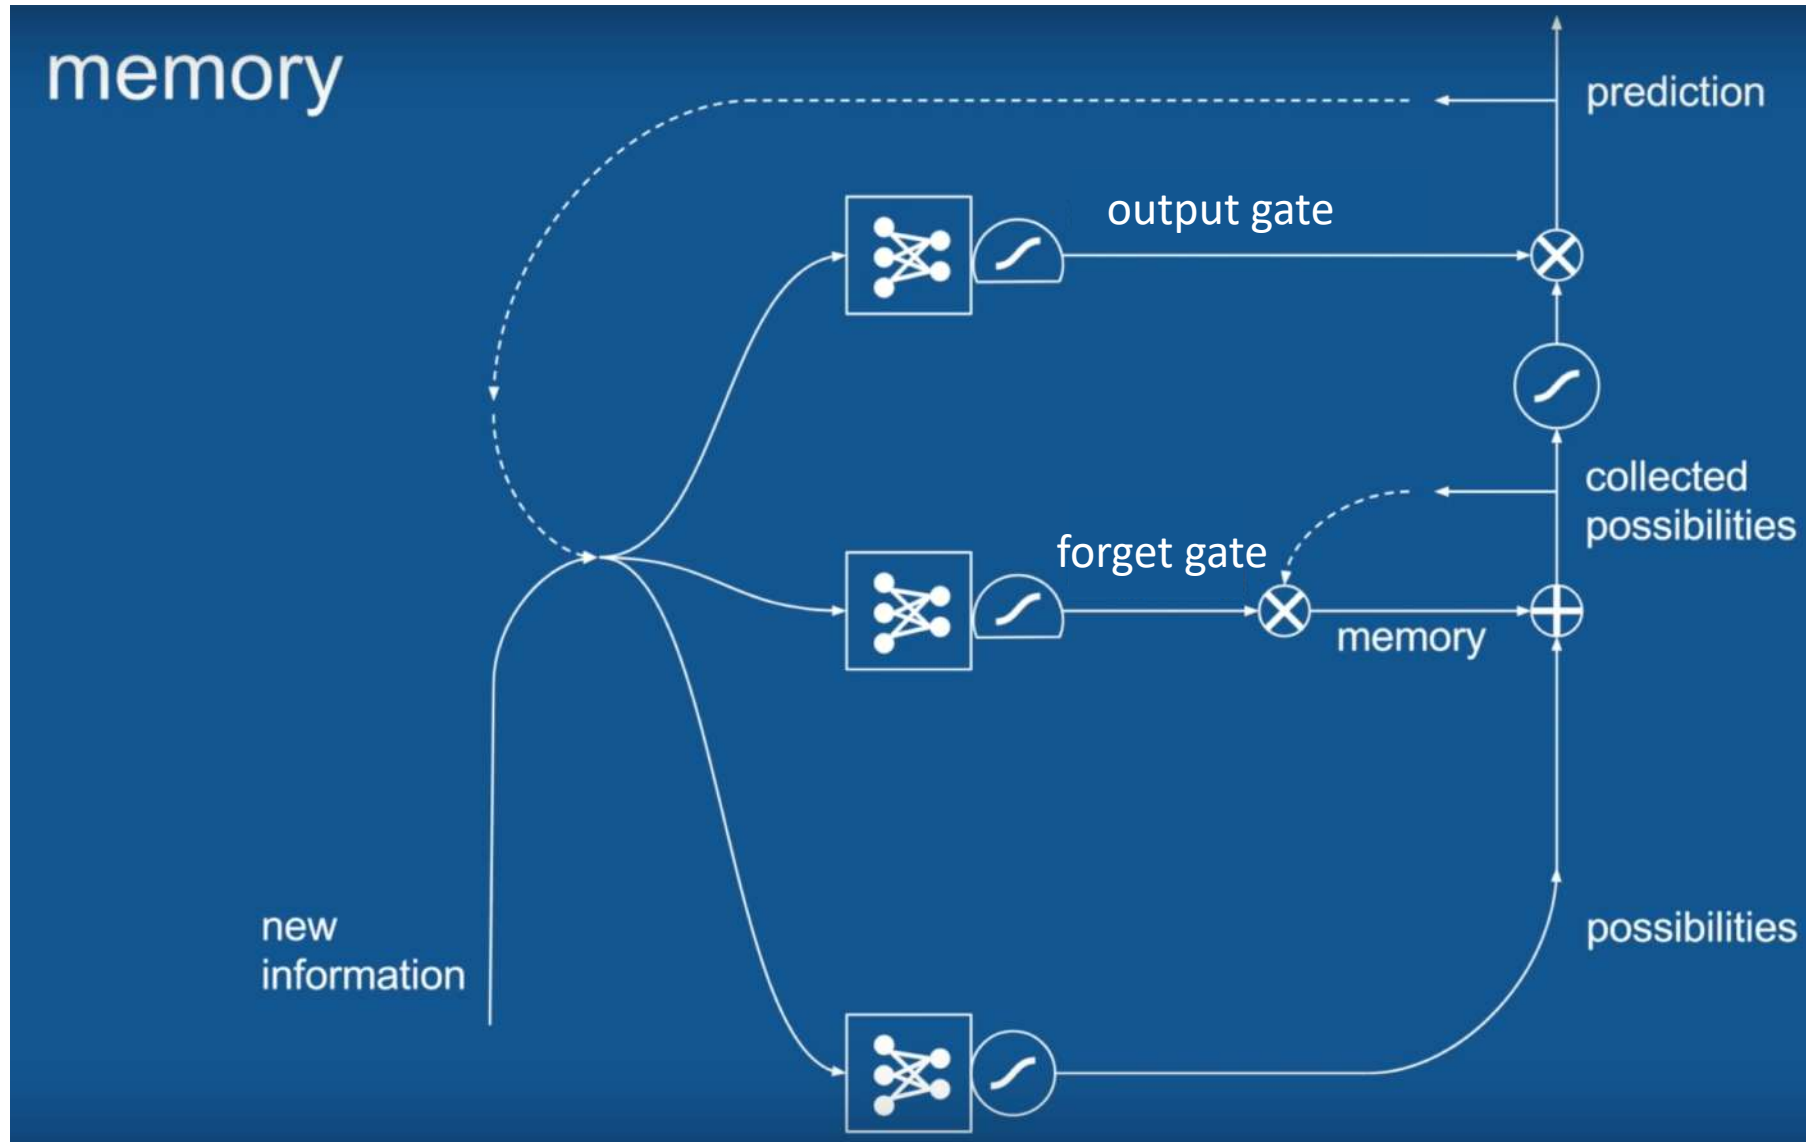 memory
prediction
output gate
collected
possibilities
forget gate
memory
new
information
possibilities